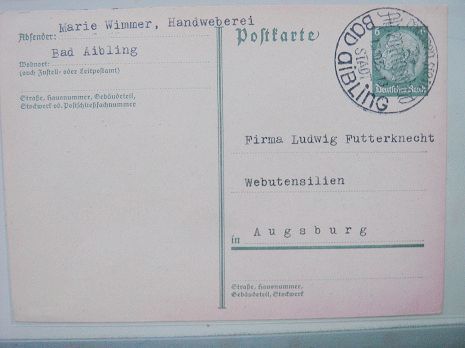 Marie Wimmer, Handweberei
Absender:
Bad Aibling
Wohnort:
(auch Zustell- oder Leitpostamt)
Straße, Hausnummer, Gebäudeteil,
Stockwerk od. Postschließfachnummer
Postkarte
BAD AIBLING
STADT
6
Deutsches Reich
Firma Ludwig Futterknecht
Webutensilien
in
Augsburg
Straße, Hausnummer,
Gebäudeteil, Stockwerk